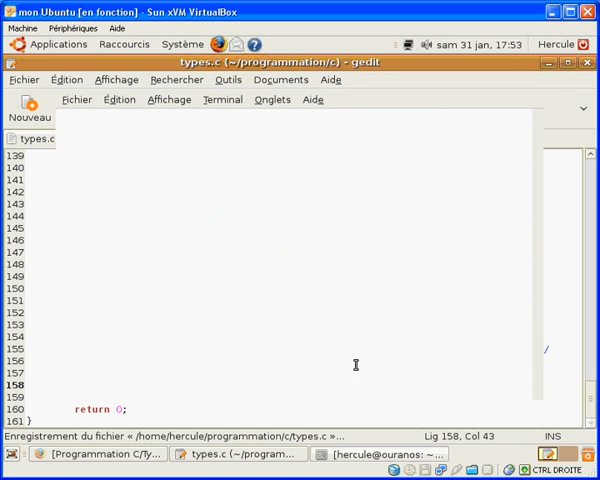 mon Ubuntu [en fonction] - Sun xVM VirtualBox
Machine Périphériques Aide
Applications Raccourcis Système sam 31 jan, 17:53 Hercule
types.c (~/programmation/c) - gedit
Fichier Édition Affichage Rechercher Outils Documents Aide
Fichier Édition Affichage Terminal Onglets Aide
Nouveau
types.c
139
140
141
142
143
144
145
146
147
148
149
150
151
152
153
154
155 /
156
157
158
159
160 return 0;
161 }
Enregistrement du fichier « /home/hercule/programmation/c/types.c »... Lig 158, Col 43 INS
[Programmation C/Ty... types.c (~/program... [hercule@ouranos: ~...
CTRL DROITE